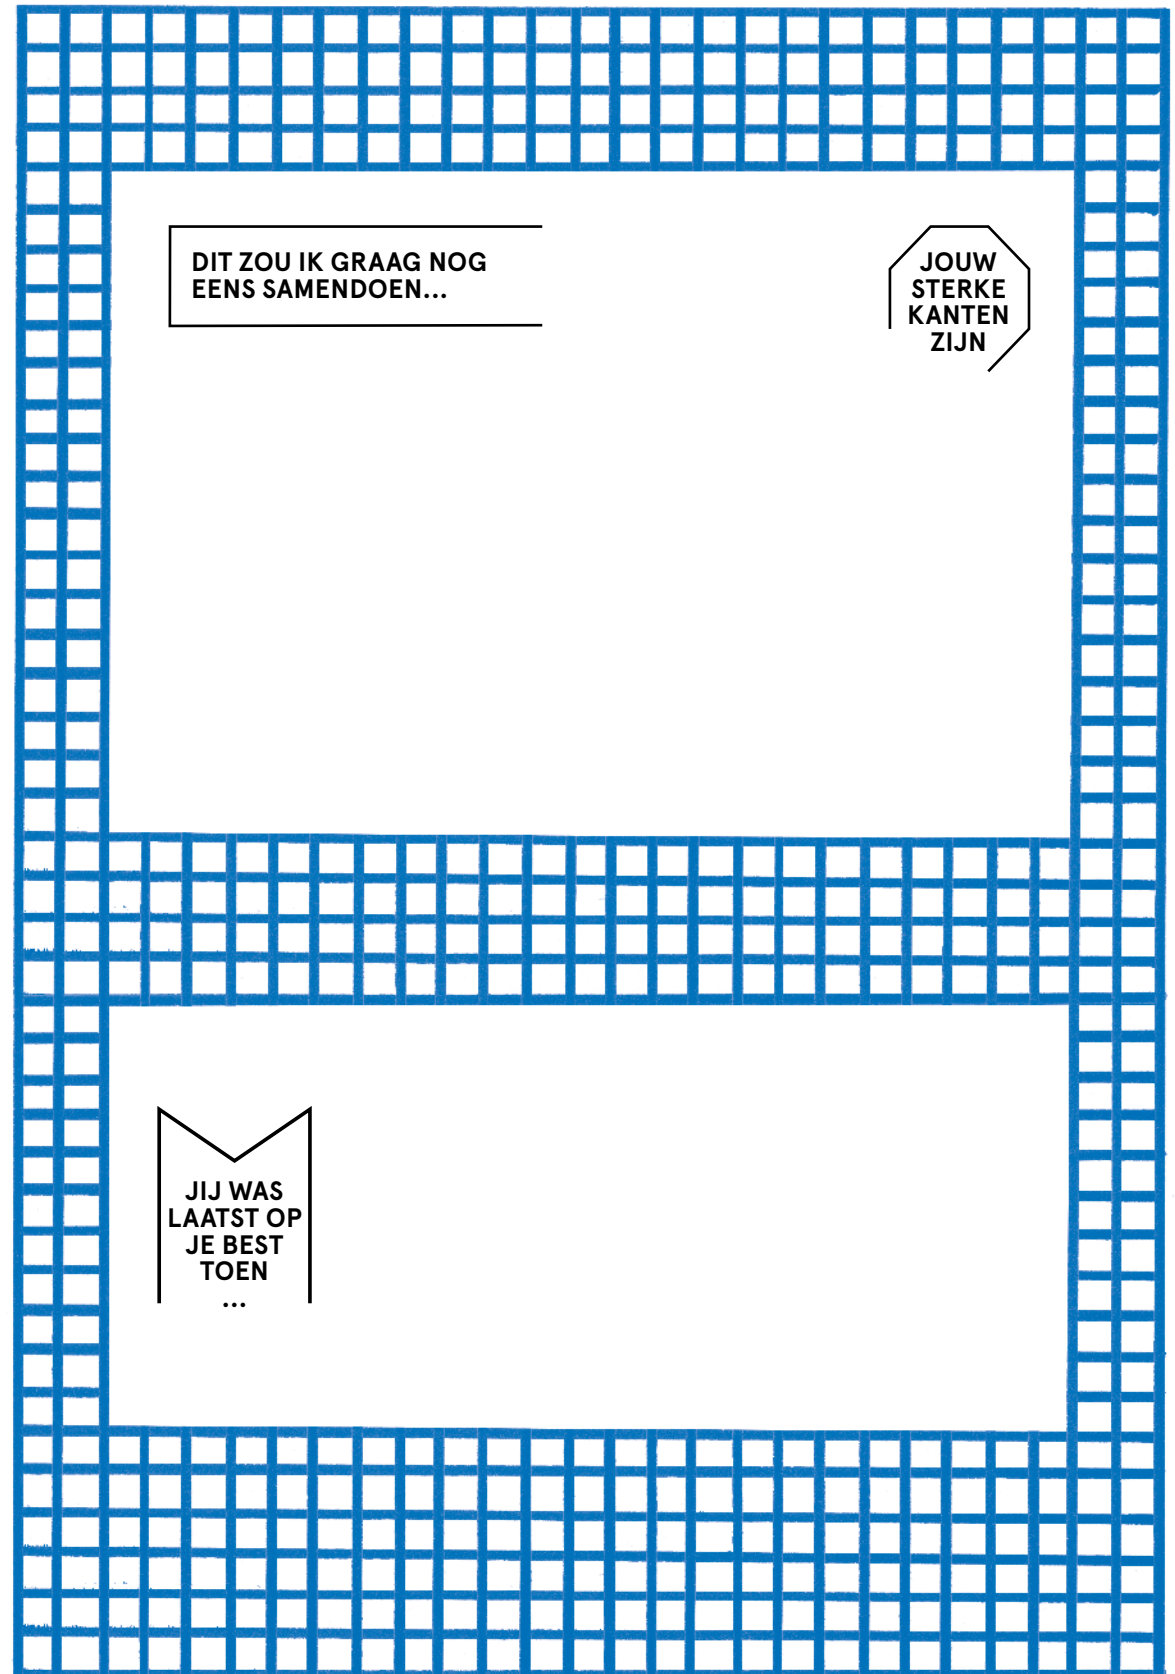 DIT ZOU IK GRAAG NOG
EENS SAMENDOEN...
JOUW
STERKE
KANTEN
ZIJN
JIJ WAS
LAATST OP
JE BEST
TOEN
...